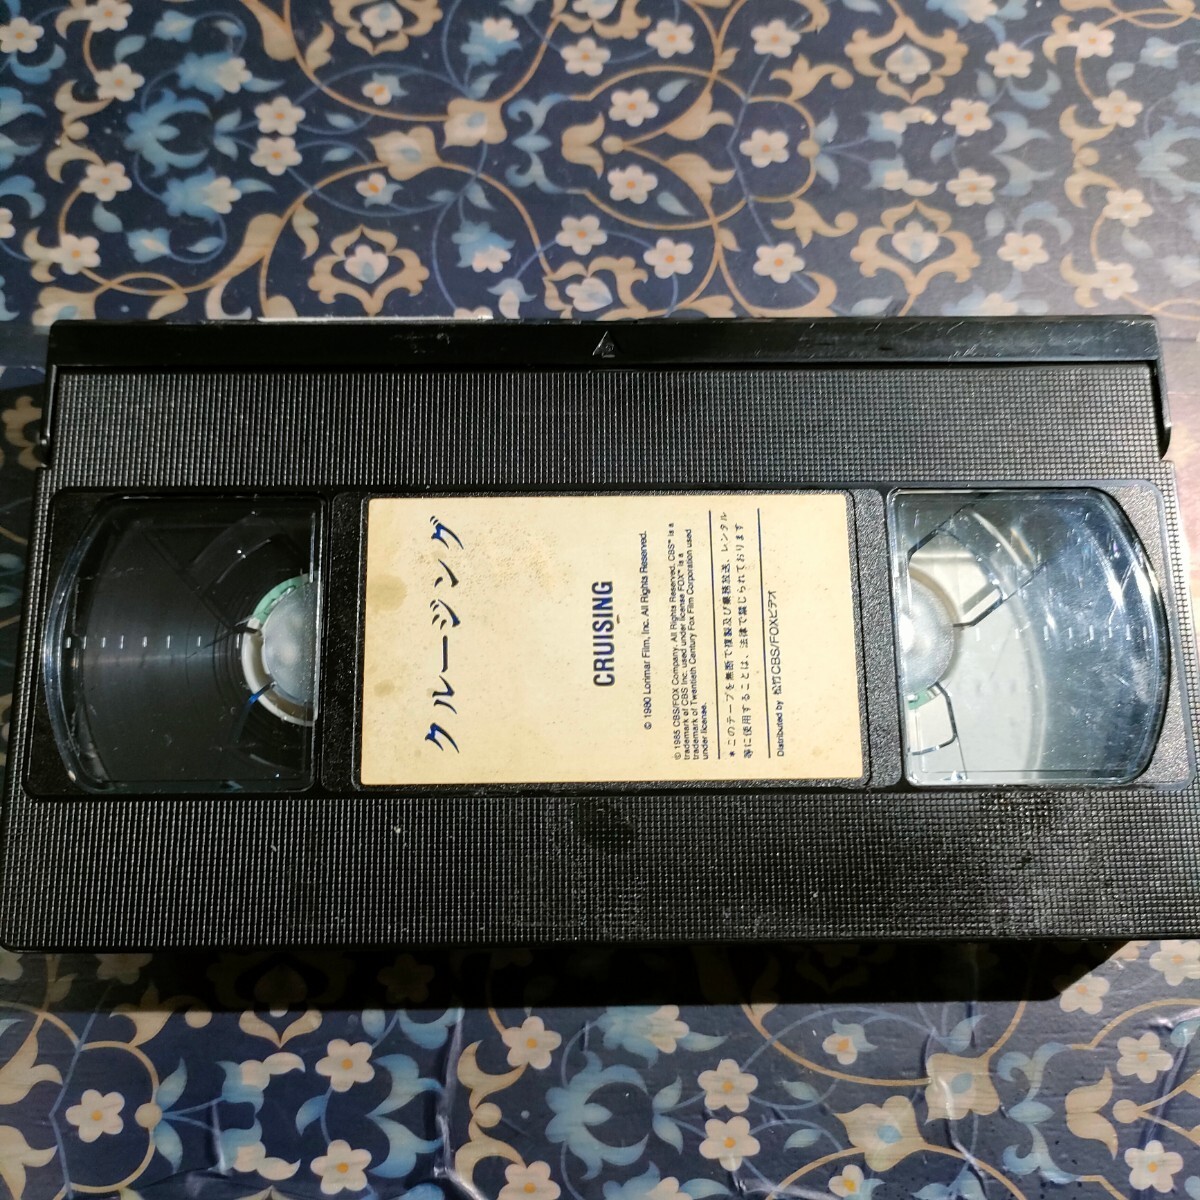 クルージング
CRUISING
© 1980 Lorimar Film, Inc. All Rights Reserved.
© 1985 CBS/FOX Company. All Rights Reserved. CBS™ is a
trademark of CBS Inc. used under license FOX™ is a
trademark of Twentieth Century Fox Film Corporation used
under license.
＊このテープを無断で複製及び業務放送、レンタル
等に使用することは、法律で禁じられております
Distributed by 松竹CBS/FOXビデオ